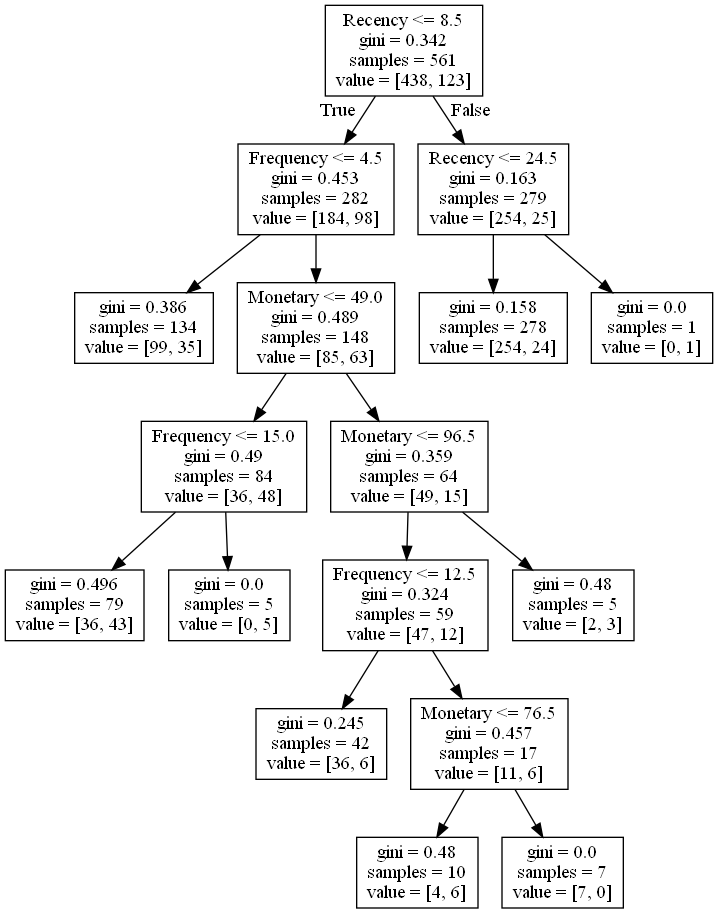 Recency <= 8.5
gini = 0.342
samples = 561
value = [438, 123]
True
False
Frequency <= 4.5
gini = 0.453
samples = 282
value = [184, 98]
Recency <= 24.5
gini = 0.163
samples = 279
value = [254, 25]
gini = 0.386
samples = 134
value = [99, 35]
Monetary <= 49.0
gini = 0.489
samples = 148
value = [85, 63]
gini = 0.158
samples = 278
value = [254, 24]
gini = 0.0
samples = 1
value = [0, 1]
Frequency <= 15.0
gini = 0.49
samples = 84
value = [36, 48]
Monetary <= 96.5
gini = 0.359
samples = 64
value = [49, 15]
gini = 0.496
samples = 79
value = [36, 43]
gini = 0.0
samples = 5
value = [0, 5]
Frequency <= 12.5
gini = 0.324
samples = 59
value = [47, 12]
gini = 0.48
samples = 5
value = [2, 3]
gini = 0.245
samples = 42
value = [36, 6]
Monetary <= 76.5
gini = 0.457
samples = 17
value = [11, 6]
gini = 0.48
samples = 10
value = [4, 6]
gini = 0.0
samples = 7
value = [7, 0]